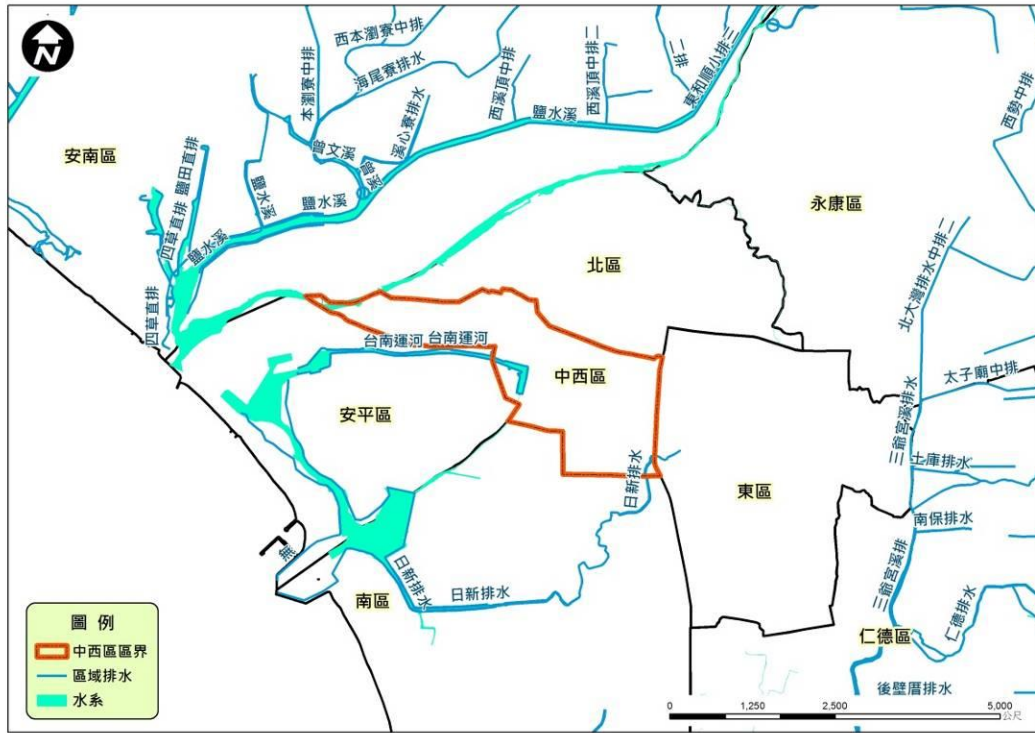 N
西本瀏寮中排
本瀏寮中排
海尾寮排水
溪心寮排水
西溪頂中排
西溪頂中排二
鹽水溪
東和順小排三
二排
西勢中排
安南區
曾文溪
曾溪
鹽田直排
四草直排
鹽水溪
鹽水溪
鹽水溪
四草直排
永康區
北區
北大灣排水中排二
台南運河
台南運河
中西區
太子廟中排
安平區
三爺宮溪排水
土庫排水
東區
日新排水
南保排水
無
日新排水
日新排水
南區
三爺宮溪排
仁德排水
仁德區
後壁厝排水
圖 例
中西區區界
區域排水
水系
0 1,250 2,500 5,000
公尺